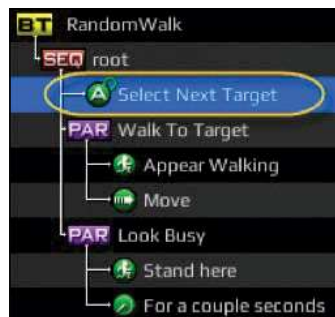 BT RandomWalk
SEQ root
A Select Next Target
PAR Walk To Target
Appear Walking
Move
PAR Look Busy
Stand here
For a couple seconds